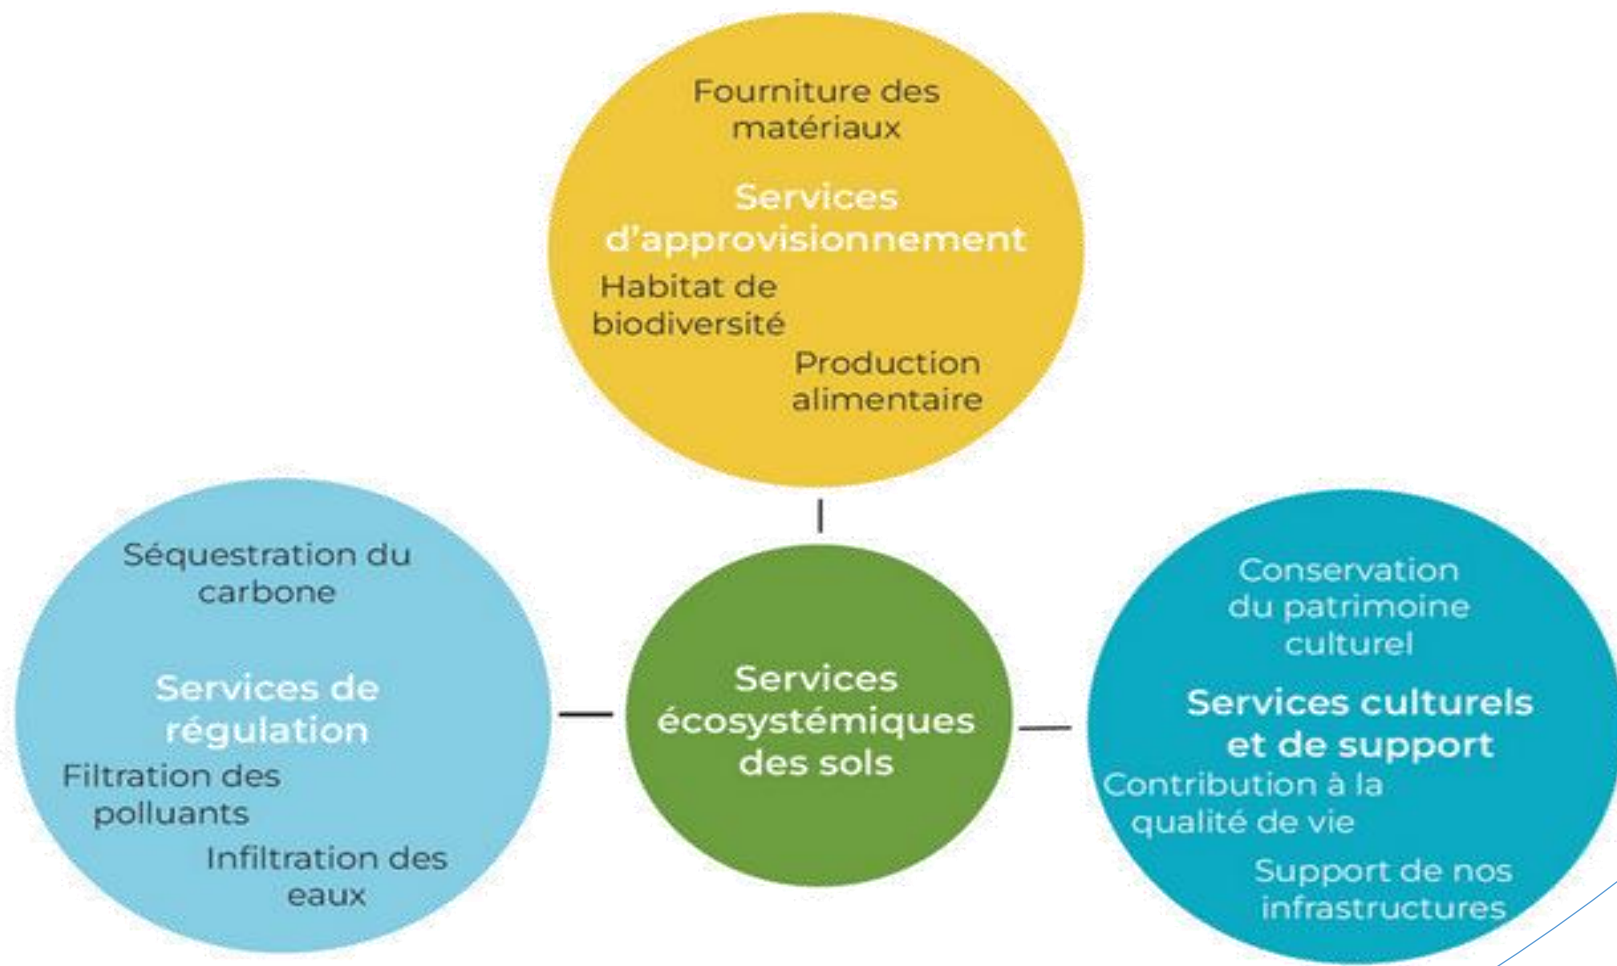 Fourniture des
matériaux
Services
d'approvisionnement
Habitat de
biodiversité
Production
alimentaire
Séquestration du
carbone
Services de
régulation
Filtration des
polluants
Infiltration des
eaux
Services
écosystémiques
des sols
Conservation
du patrimoine
culturel
Services culturels
et de support
Contribution à la
qualité de vie
Support de nos
infrastructures